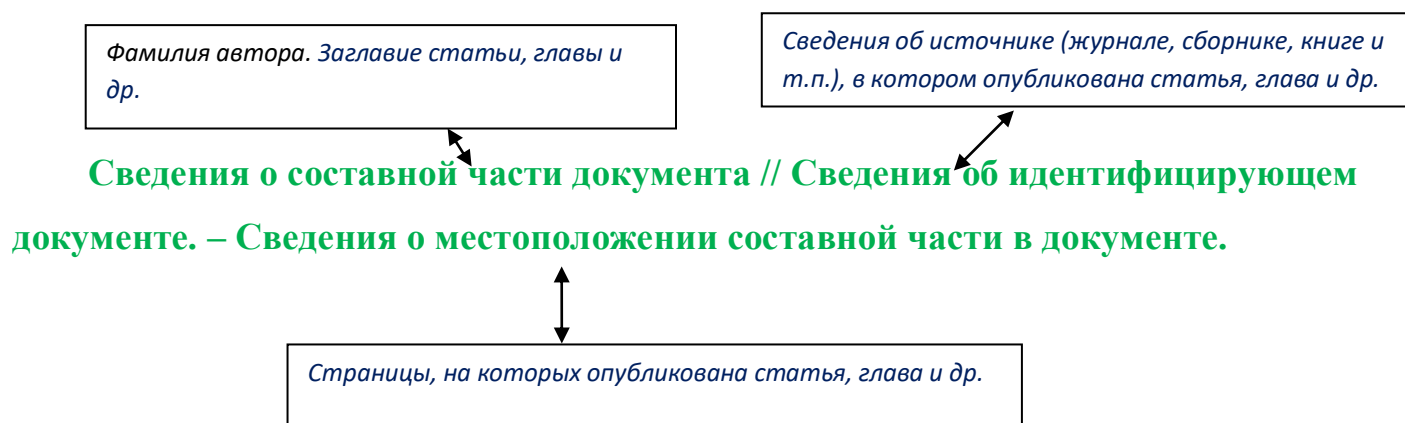 Фамилия автора. Заглавие статьи, главы и
др.
Сведения об источнике (журнале, сборнике, книге и
т.п.), в котором опубликована статья, глава и др.
Сведения о составной части документа // Сведения об идентифицирующем
документе. – Сведения о местоположении составной части в документе.
Страницы, на которых опубликована статья, глава и др.